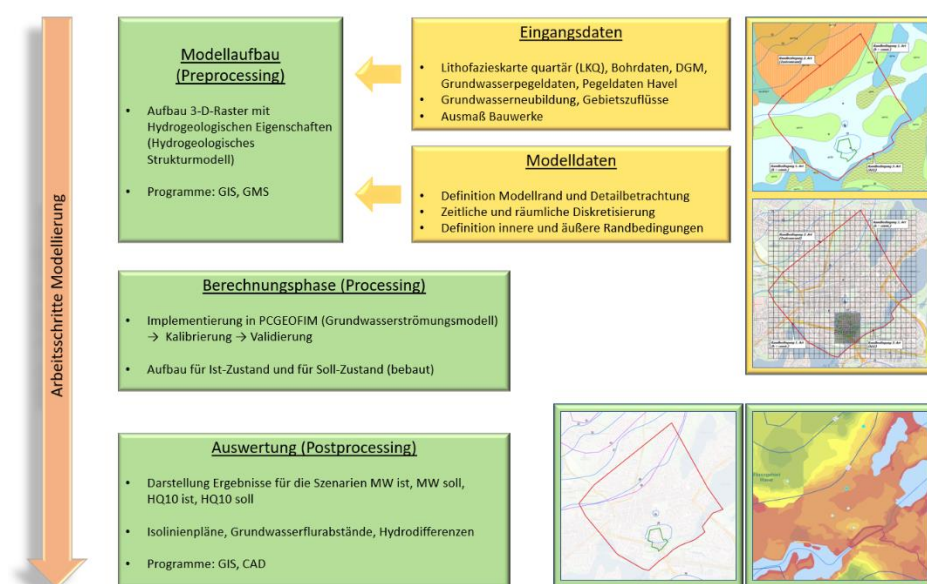 Arbeitsschritte Modellierung
Modellaufbau
(Preprocessing)
• Aufbau 3-D-Raster mit
Hydrogeologischen Eigenschaften
(Hydrogeologisches
Strukturmodell)
• Programme: GIS, GMS
Eingangsdaten
• Lithofazieskarte quartär (LKQ), Bohrdaten, DGM,
Grundwasserpegeldaten, Pegeldaten Havel
• Grundwasserneubildung, Gebietszuflüsse
• Ausmaß Bauwerke
Modelldaten
• Definition Modellrand und Detailbetrachtung
• Zeitliche und räumliche Diskretisierung
• Definition innere und äußere Randbedingungen
Berechnungsphase (Processing)
• Implementierung in PCGEOFIM (Grundwasserströmungsmodell)
→ Kalibrierung → Validierung
• Aufbau für Ist-Zustand und für Soll-Zustand (bebaut)
Auswertung (Postprocessing)
• Darstellung Ergebnisse für die Szenarien MW ist, MW soll,
HQ10 ist, HQ10 soll
• Isolinienpläne, Grundwasserflurabstände, Hydrodifferenzen
• Programme: GIS, CAD